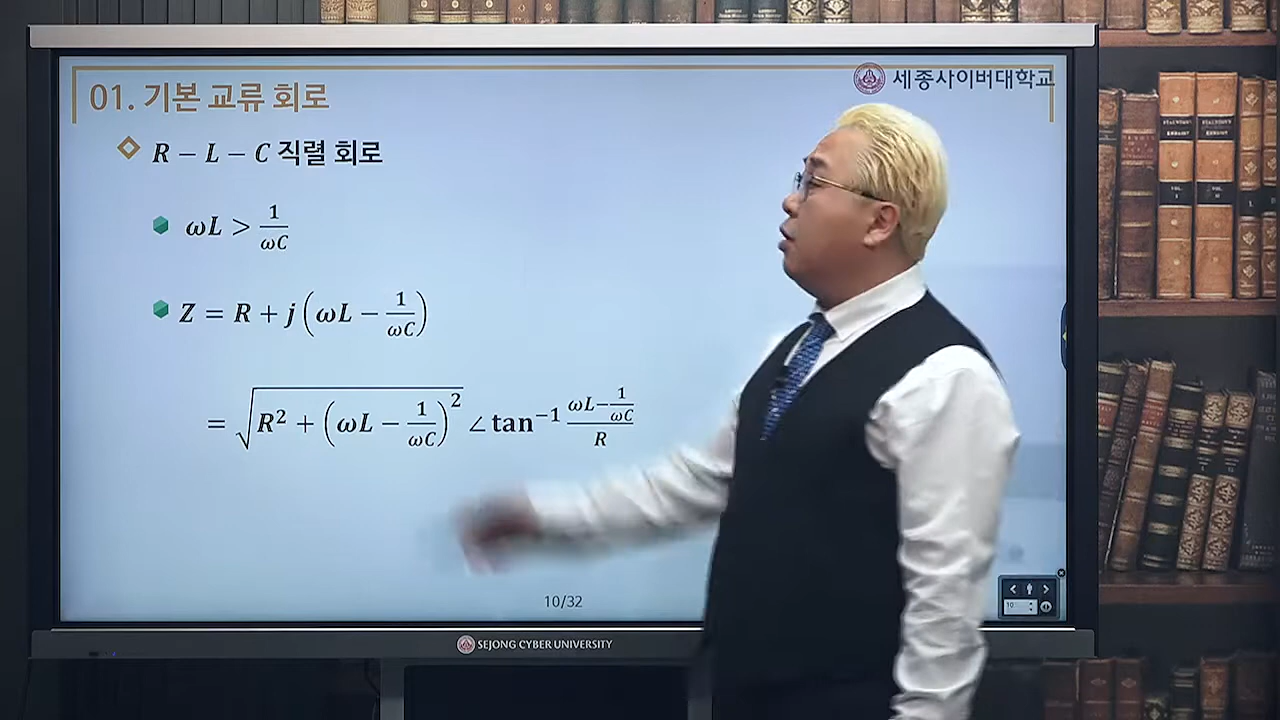 세종사이버대학교
01. 기본 교류 회로
R − L − C 직렬 회로
ωL > 1/ωC
Z = R + j(ωL − 1/ωC)
= √(R² + (ωL − 1/ωC)²) ∠tan⁻¹ (ωL−1/ωC)/R
10/32
10
SEJONG CYBER UNIVERSITY